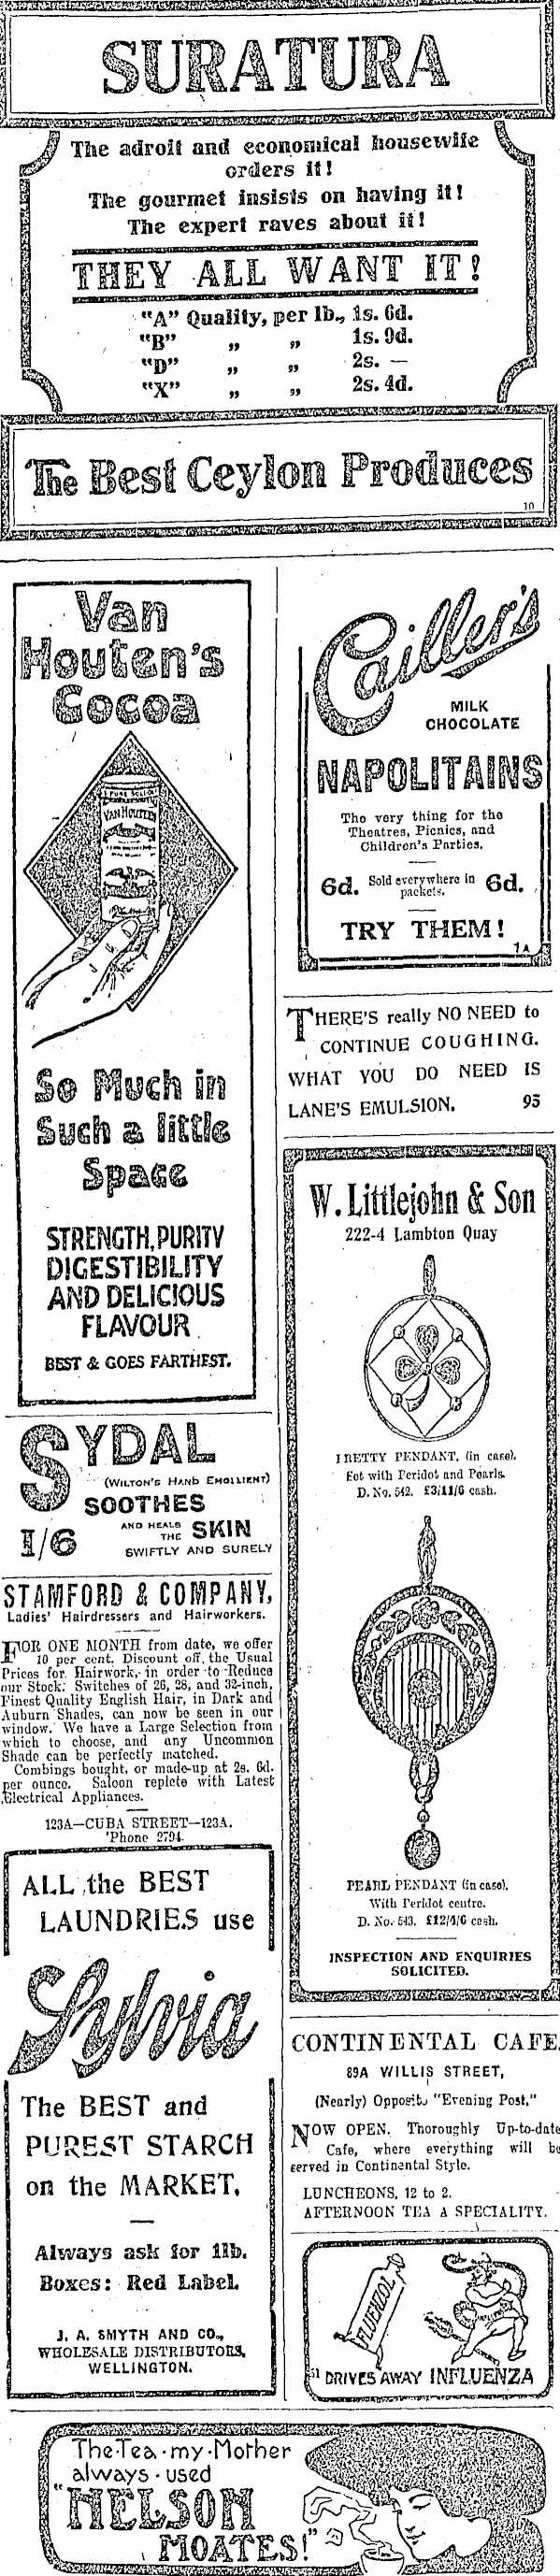 SURATURA
The adroit and economical housewife
orders it!
The gourmet insists on having it!
The expert raves about it!
THEY ALL WANT IT!
"A" Quality, per lb., 1s. 6d.
"B" „ „ 1s. 9d.
"D" „ „ 2s. —
"X" „ „ 2s. 4d.
The Best Ceylon Produces
10
Van
Houten's
Cocoa
VAN HOUTEN
So Much in
Such a little
Space
STRENGTH, PURITY
DIGESTIBILITY
AND DELICIOUS
FLAVOUR
BEST & GOES FARTHEST.
SYDAL
(WILTON'S HAND EMOLLIENT)
SOOTHES
AND HEALS
THE SKIN
1/6
SWIFTLY AND SURELY
STAMFORD & COMPANY,
Ladies' Hairdressers and Hairworkers.
FOR ONE MONTH from date, we offer
10 per cent. Discount off the Usual
Prices for Hairwork, in order to Reduce
our Stock. Switches of 26, 28, and 32-inch,
Finest Quality English Hair, in Dark and
Auburn Shades, can now be seen in our
window. We have a Large Selection from
which to choose, and any Uncommon
Shade can be perfectly matched.
Combings bought, or made-up at 2s. 6d.
per ounce. Saloon replete with Latest
Electrical Appliances.
123A—CUBA STREET—123A.
'Phone 2794.
ALL the BEST
LAUNDRIES use
Sylvia
The BEST and
PUREST STARCH
on the MARKET.
Always ask for 1lb.
Boxes: Red Label.
J. A. SMYTH AND CO.,
WHOLESALE DISTRIBUTORS,
WELLINGTON.
Cailler's
MILK
CHOCOLATE
NAPOLITAINS
The very thing for the
Theatres, Picnics, and
Children's Parties.
6d. Sold everywhere in packets. 6d.
TRY THEM!
1A
THERE'S really NO NEED to
CONTINUE COUGHING.
WHAT YOU DO NEED IS
LANE'S EMULSION. 95
W. Littlejohn & Son
222-4 Lambton Quay
PRETTY PENDANT, (in case).
Set with Peridot and Pearls.
D. No. 542. £3/11/6 cash.
PEARL PENDANT (in case).
With Peridot centre.
D. No. 543. £12/4/6 cash.
INSPECTION AND ENQUIRIES
SOLICITED.
CONTINENTAL CAFE,
89A WILLIS STREET,
(Nearly) Opposite "Evening Post,"
NOW OPEN. Thoroughly Up-to-date
Cafe, where everything will be
served in Continental Style.
LUNCHEONS, 12 to 2.
AFTERNOON TEA A SPECIALITY.
FLUENZOL
51 DRIVES AWAY INFLUENZA
The Tea my Mother
always used
"NELSON
MOATES!"